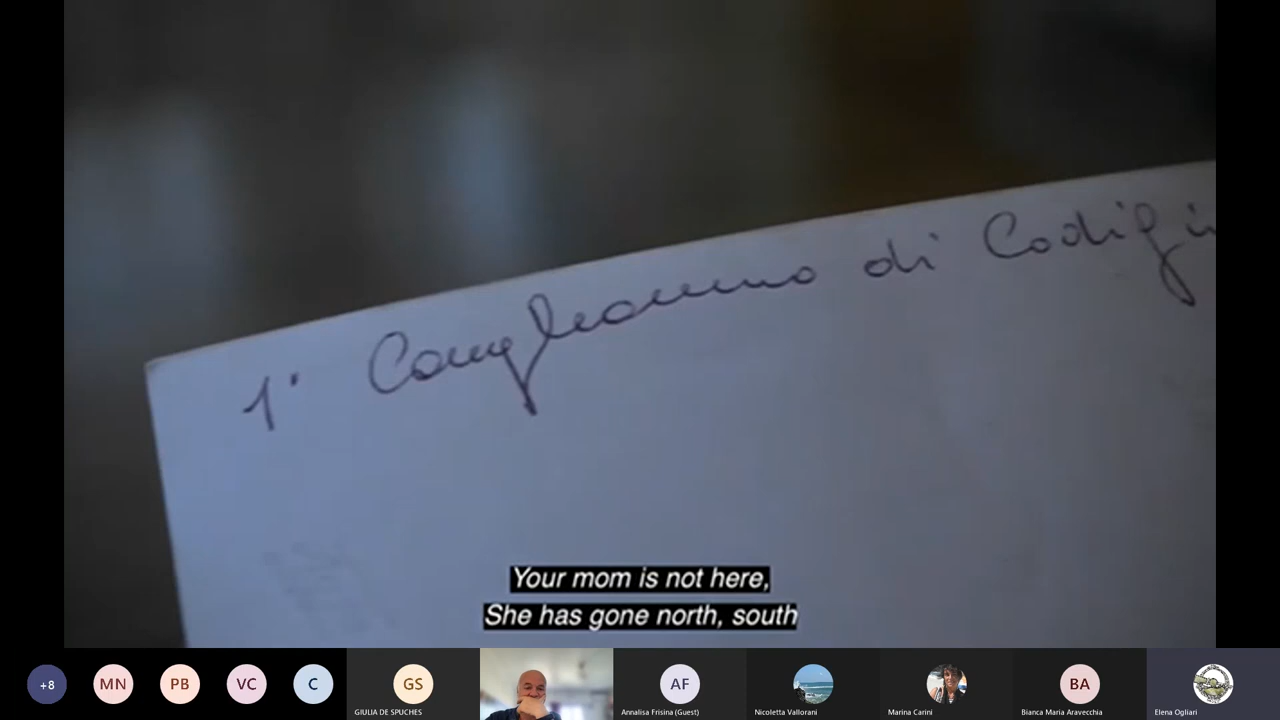 1° Compleanno di
Your mom is not here,
She has gone north, south
+8 MN PB VC C GS AF BA
GIULIA DE SPUCHES Annalisa Frisina (Guest) Nicoletta Vallorani Marina Carini Bianca Maria Aravecchia Elena Ogliari